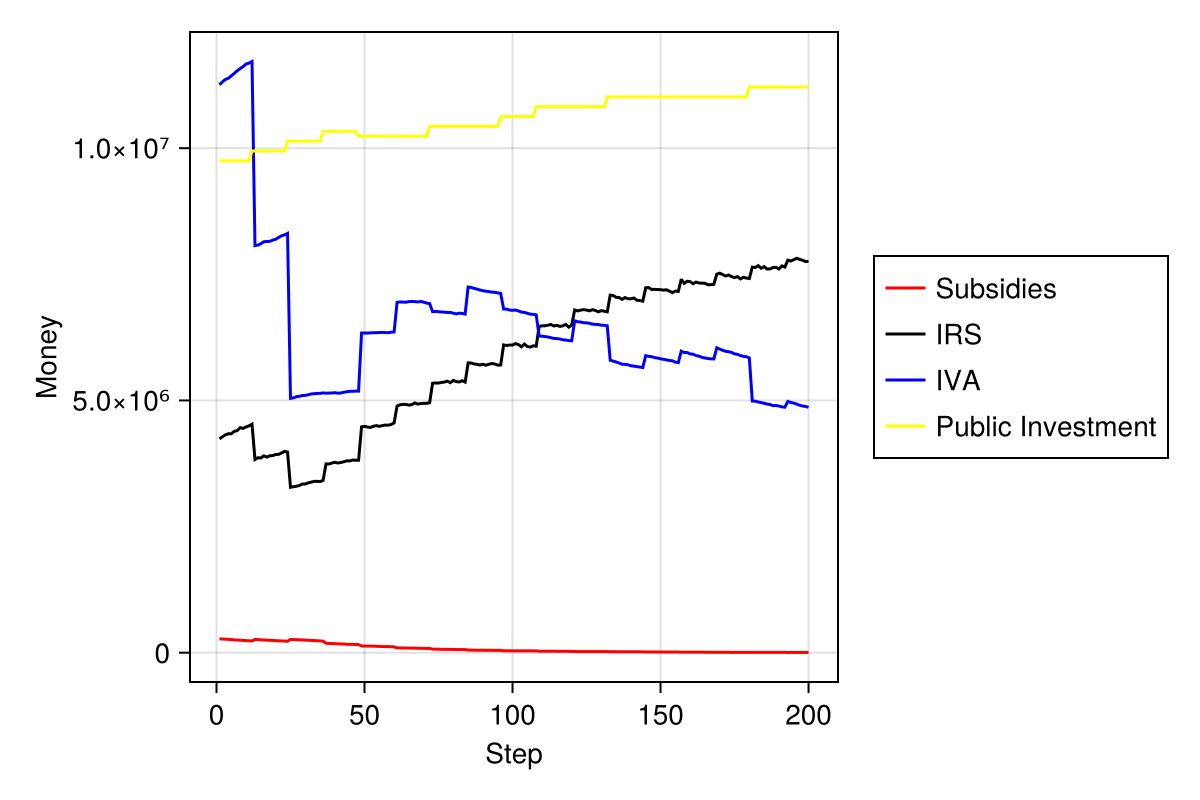 1.0×10⁷
5.0×10⁶
0
Money
0 50 100 150 200
Step
Subsidies
IRS
IVA
Public Investment